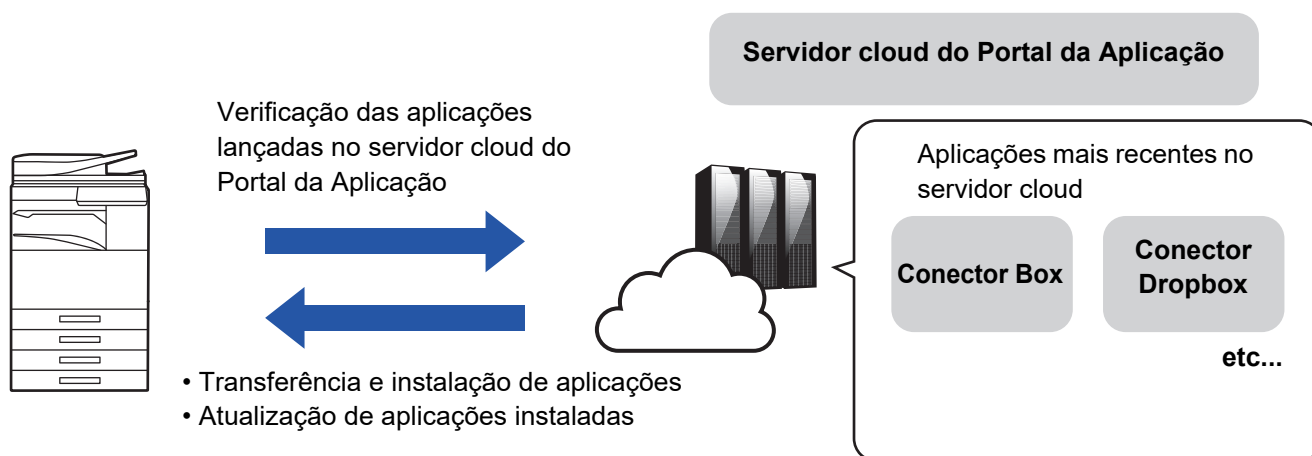 Servidor cloud do Portal da Aplicação
Verificação das aplicações
lançadas no servidor cloud do
Portal da Aplicação
Aplicações mais recentes no
servidor cloud
Conector Box
Conector
Dropbox
etc...
• Transferência e instalação de aplicações
• Atualização de aplicações instaladas